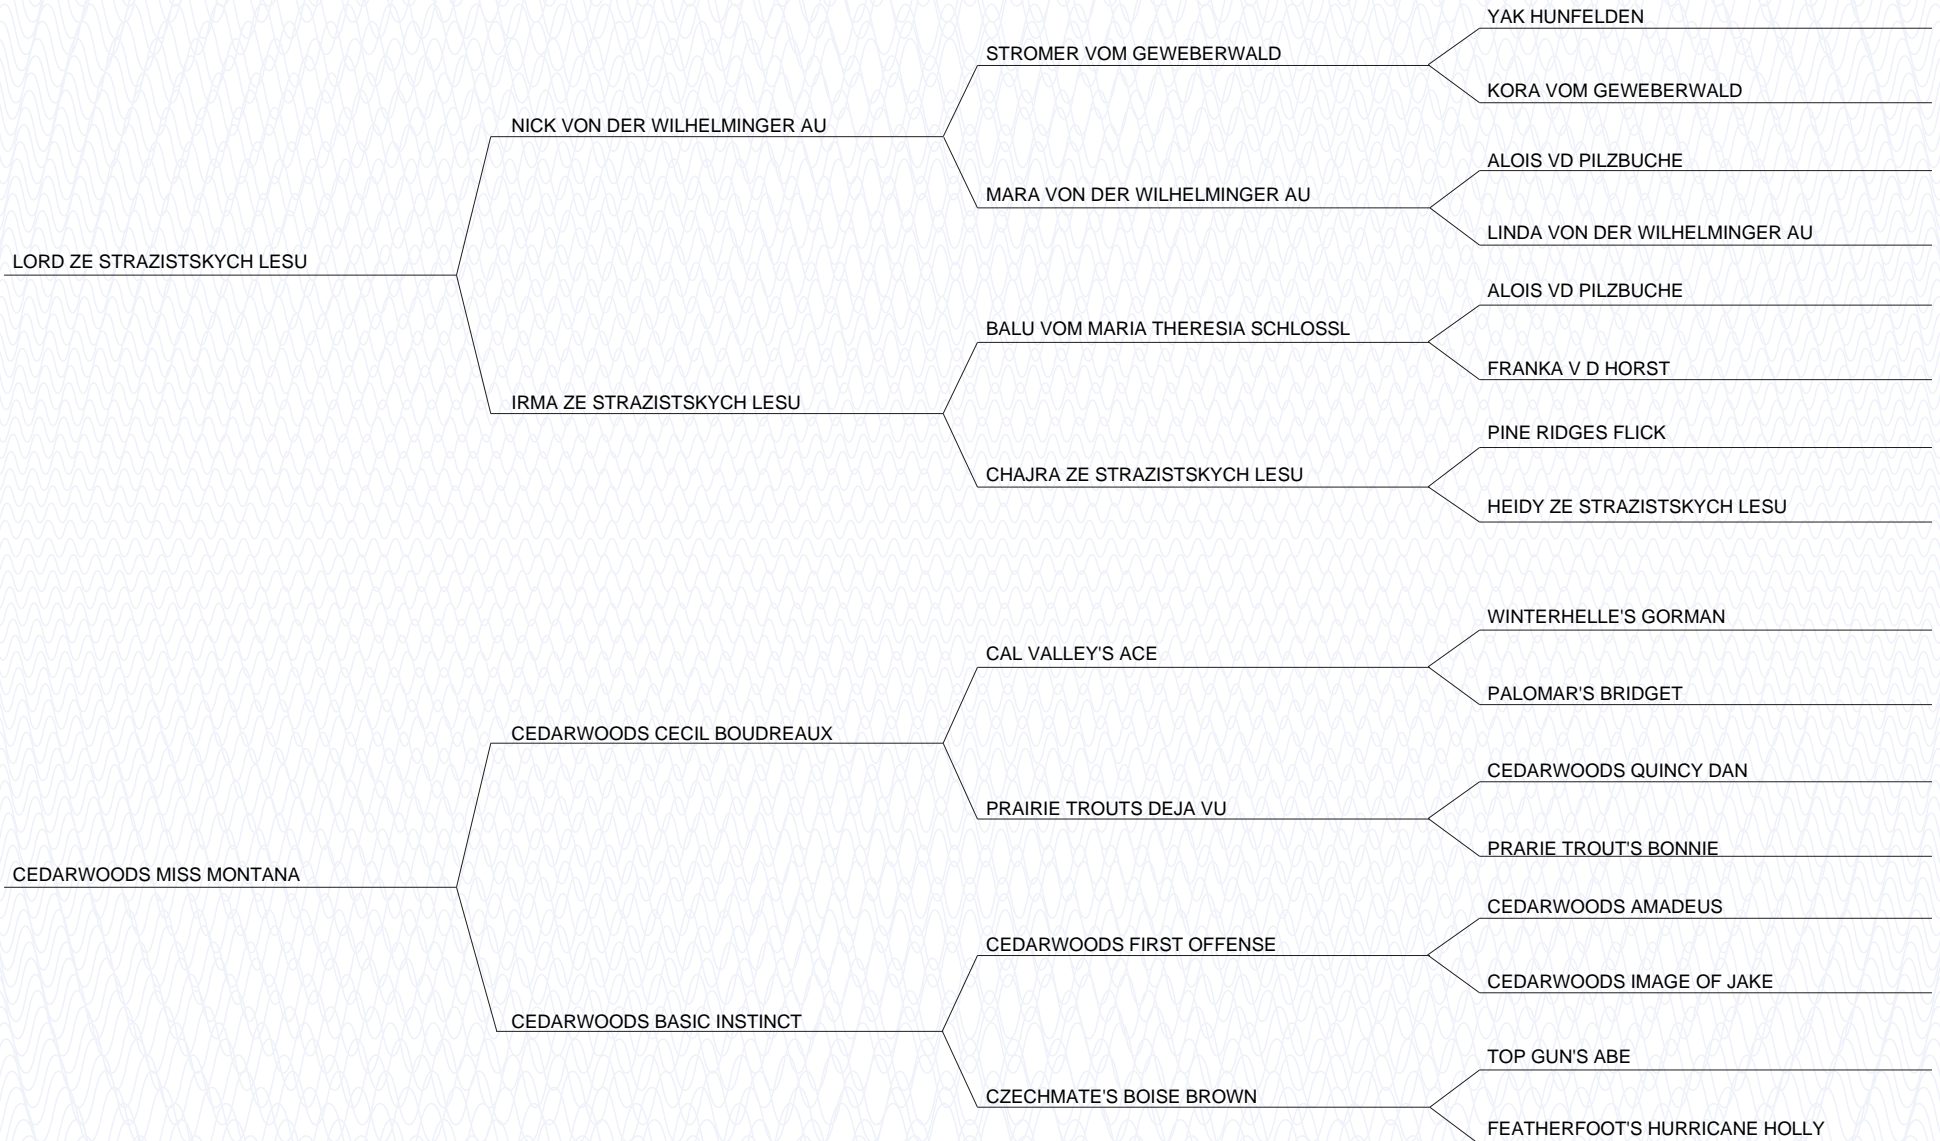 YAK HUNFELDEN
STROMER VOM GEWEBERWALD
KORA VOM GEWEBERWALD
NICK VON DER WILHELMINGER AU
ALOIS VD PILZBUCHE
MARA VON DER WILHELMINGER AU
LINDA VON DER WILHELMINGER AU
LORD ZE STRAZISTSKYCH LESU
ALOIS VD PILZBUCHE
BALU VOM MARIA THERESIA SCHLOSSL
FRANKA V D HORST
IRMA ZE STRAZISTSKYCH LESU
PINE RIDGES FLICK
CHAJRA ZE STRAZISTSKYCH LESU
HEIDY ZE STRAZISTSKYCH LESU
WINTERHELLE'S GORMAN
CAL VALLEY'S ACE
PALOMAR'S BRIDGET
CEDARWOODS CECIL BOUDREAUX
CEDARWOODS QUINCY DAN
PRAIRIE TROUTS DEJA VU
PRARIE TROUT'S BONNIE
CEDARWOODS MISS MONTANA
CEDARWOODS AMADEUS
CEDARWOODS FIRST OFFENSE
CEDARWOODS IMAGE OF JAKE
CEDARWOODS BASIC INSTINCT
TOP GUN'S ABE
CZECHMATE'S BOISE BROWN
FEATHERFOOT'S HURRICANE HOLLY